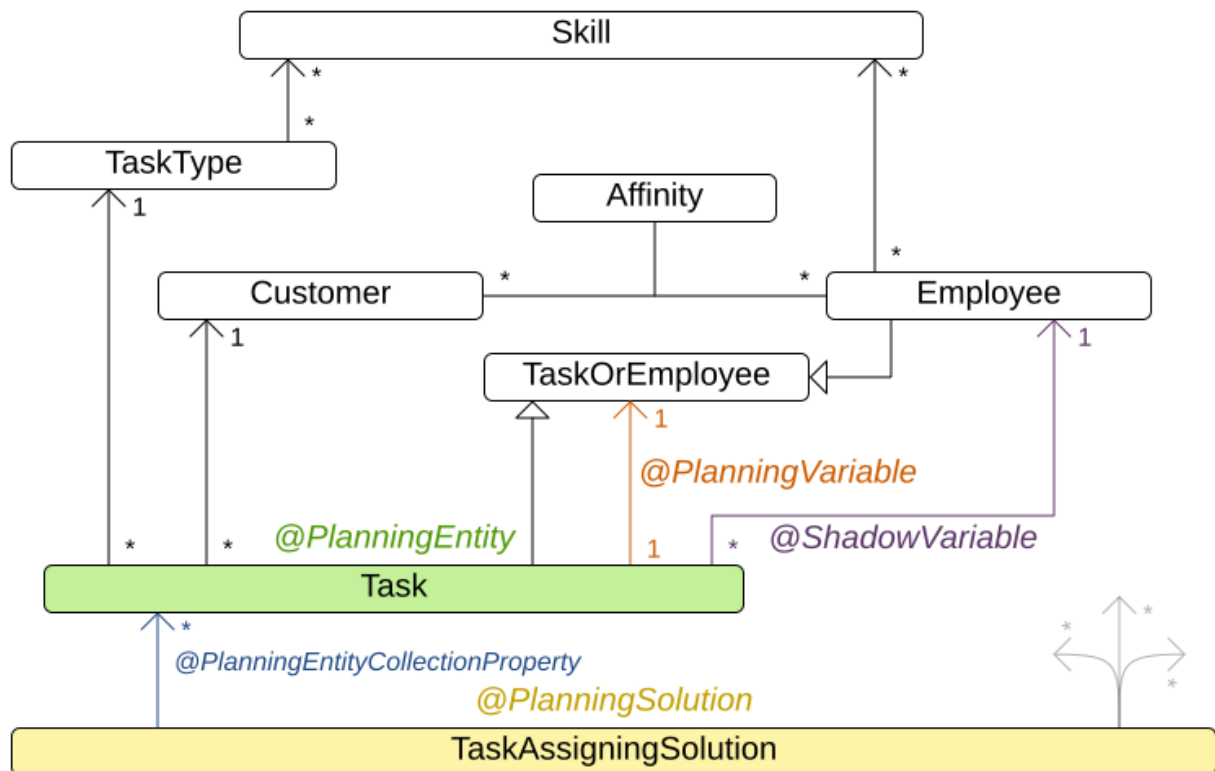 Skill
*
*
*
TaskType
1
Affinity
*
*
*
Customer
Employee
1
1
TaskOrEmployee
1
@PlanningVariable
@PlanningEntity
@ShadowVariable
*
*
1
*
Task
*
*
*
*
@PlanningEntityCollectionProperty
@PlanningSolution
TaskAssigningSolution